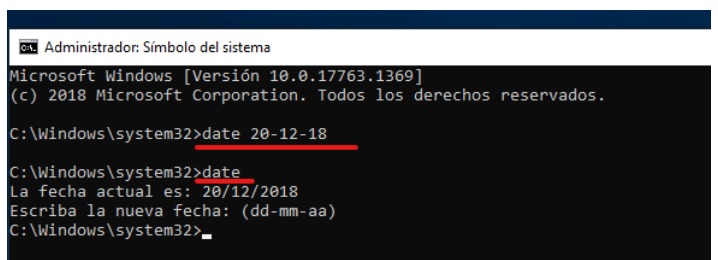 Administrador: Símbolo del sistema
Microsoft Windows [Versión 10.0.17763.1369]
(c) 2018 Microsoft Corporation. Todos los derechos reservados.
C:\Windows\system32>date 20-12-18
C:\Windows\system32>date
La fecha actual es: 20/12/2018
Escriba la nueva fecha: (dd-mm-aa)
C:\Windows\system32>